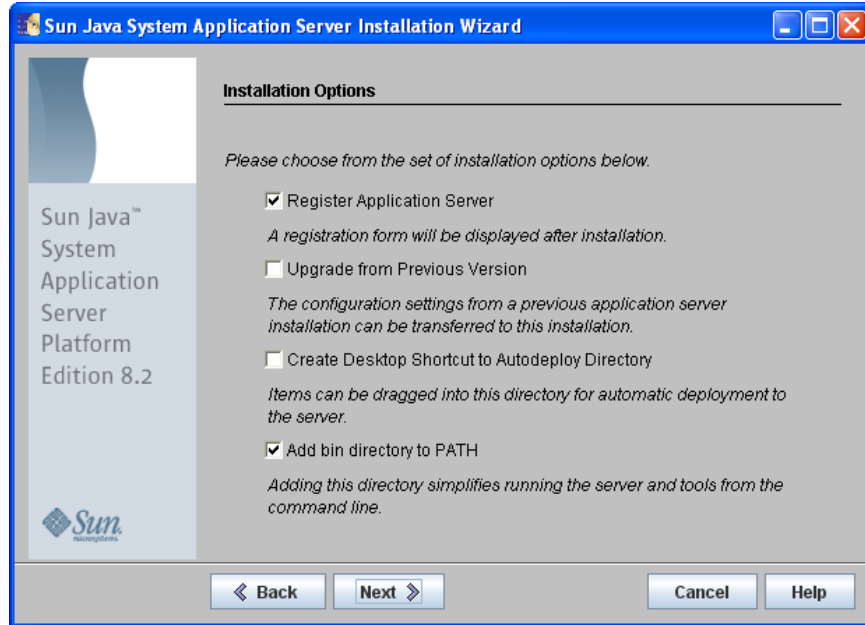 Sun Java System Application Server Installation Wizard
Installation Options
Please choose from the set of installation options below.
Register Application Server
A registration form will be displayed after installation.
Upgrade from Previous Version
The configuration settings from a previous application server
installation can be transferred to this installation.
Create Desktop Shortcut to Autodeploy Directory
Items can be dragged into this directory for automatic deployment to
the server.
Add bin directory to PATH
Adding this directory simplifies running the server and tools from the
command line.
Sun Java™
System
Application
Server
Platform
Edition 8.2
Sun
microsystems
Back
Next
Cancel
Help